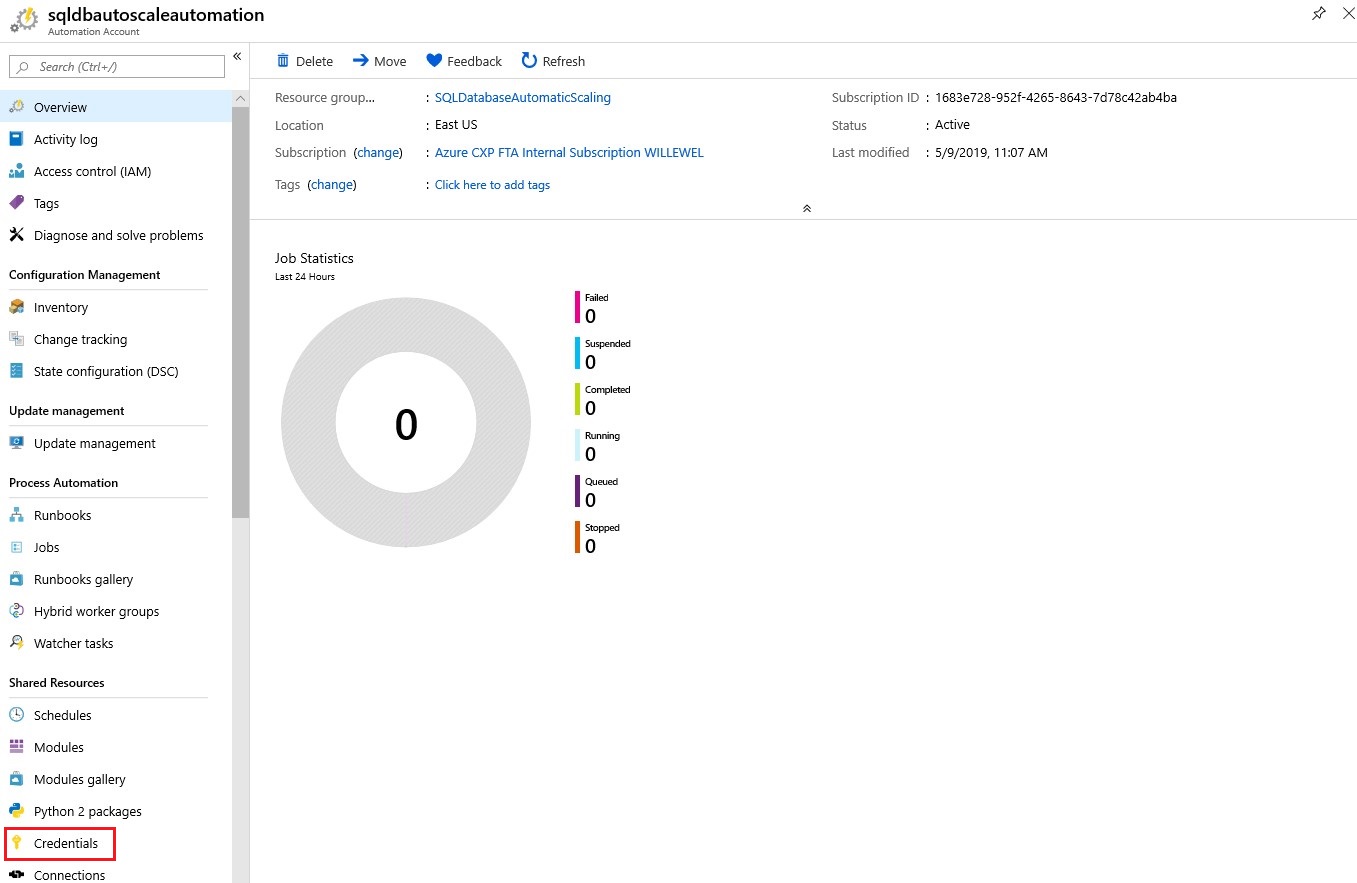 sqldbautoscaleautomation
Automation Account
Search (Ctrl+/)
«
Overview
Activity log
Access control (IAM)
Tags
Diagnose and solve problems
Configuration Management
Inventory
Change tracking
State configuration (DSC)
Update management
Update management
Process Automation
Runbooks
Jobs
Runbooks gallery
Hybrid worker groups
Watcher tasks
Shared Resources
Schedules
Modules
Modules gallery
Python 2 packages
Credentials
Connections
Delete Move Feedback Refresh
Resource group... : SQLDatabaseAutomaticScaling
Location : East US
Subscription (change) : Azure CXP FTA Internal Subscription WILLEWEL
Tags (change) : Click here to add tags
Subscription ID : 1683e728-952f-4265-8643-7d78c42ab4ba
Status : Active
Last modified : 5/9/2019, 11:07 AM
Job Statistics
Last 24 Hours
0
Failed
0
Suspended
0
Completed
0
Running
0
Queued
0
Stopped
0